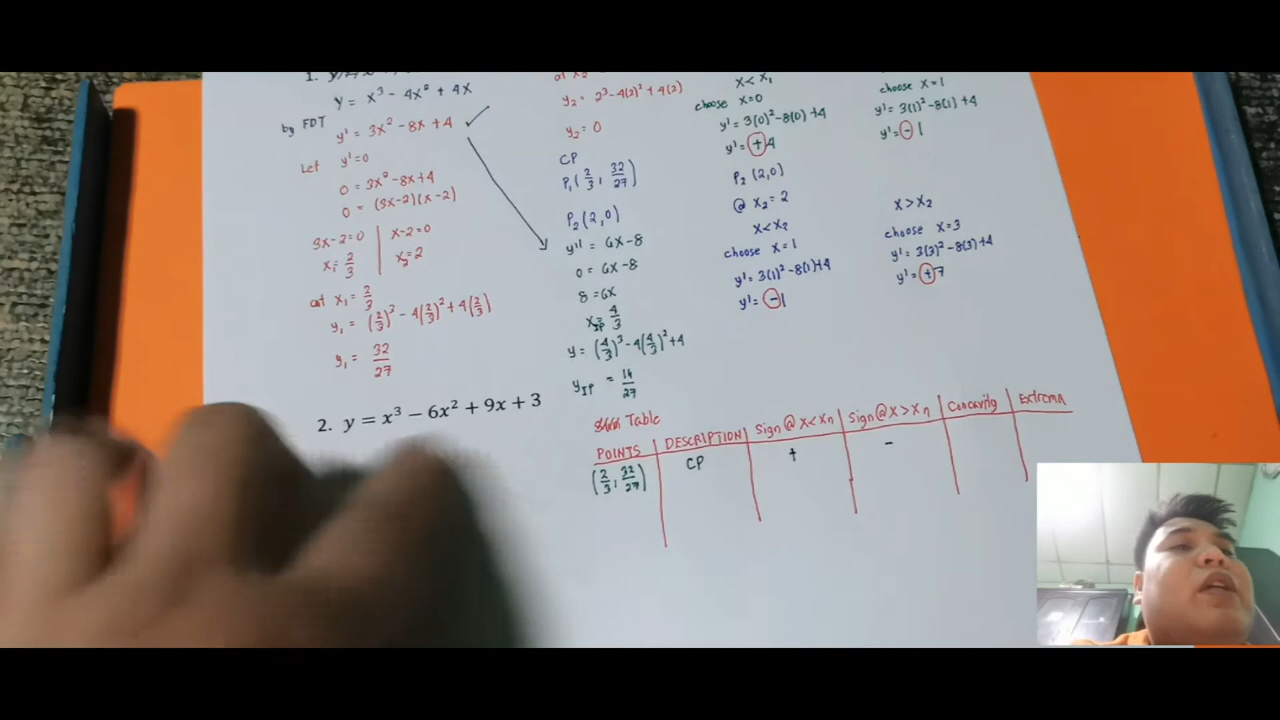 y = x³ - 4x² + 4x
by FDT
y' = 3x² - 8x + 4 ✓
Let y' = 0
0 = 3x² - 8x + 4
0 = (3x-2)(x-2)
3x-2=0 | x-2=0
x₁ = 2/3 | x₂ = 2
at x₁ = 2/3
y₁ = (2/3)² - 4(2/3)² + 4(2/3)
y₁ = 32/27
2. y = x³ − 6x² + 9x + 3
y₂ = 2³ - 4(2)² + 4(2)
y₂ = 0
CP
P₁(2/3, 32/27)
P₂(2,0)
y'' = 6x-8
0 = 6x-8
8 = 6x
x_IP = 4/3
y = (4/3)³ - 4(4/3)² + 4
y_IP = 14/27
x < x₁
choose x=0
y' = 3(0)² - 8(0) + 4
y' = + 4
P₂(2,0)
@ x₂ = 2
x < x₂
choose x=1
y' = 3(1)² - 8(1) + 4
y' = - 1
choose x=1
y' = 3(1)² - 8(1) + 4
y' = - 1
x > x₂
choose x=3
y' = 3(3)² - 8(3) + 4
y' = + 7
Table
POINTS | DESCRIPTION | Sign @ x < xₙ | Sign @ x > xₙ | Concavity | EXTREMA
(2/3, 32/27) | CP | + | -